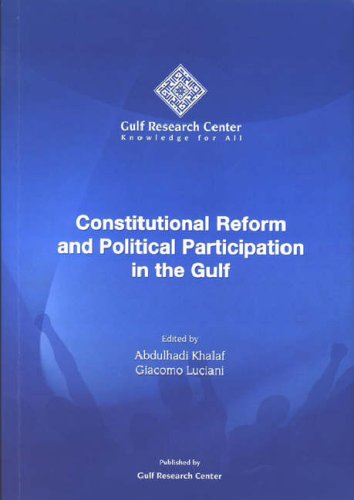 Gulf Research Center
Knowledge for All
Constitutional Reform
and Political Participation
in the Gulf
Edited by
Abdulhadi Khalaf
Giacomo Luciani
Published by
Gulf Research Center